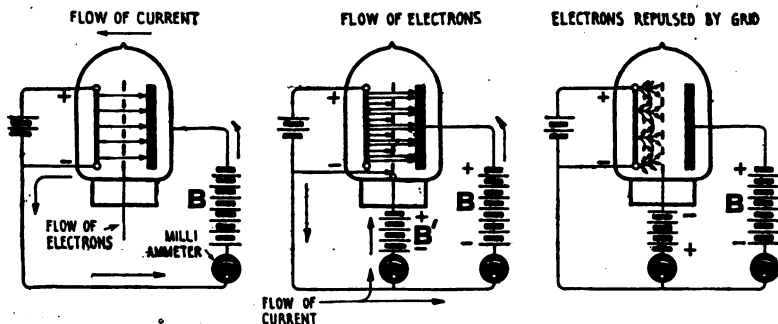 FLOW OF CURRENT
FLOW OF ELECTRONS
ELECTRONS REPULSED BY GRID
+
-
B
FLOW OF
ELECTRONS
MILLI
AMMETER
+
-
+
B'
-
+
B
-
FLOW OF
CURRENT
+
-
-
+
+
B
-